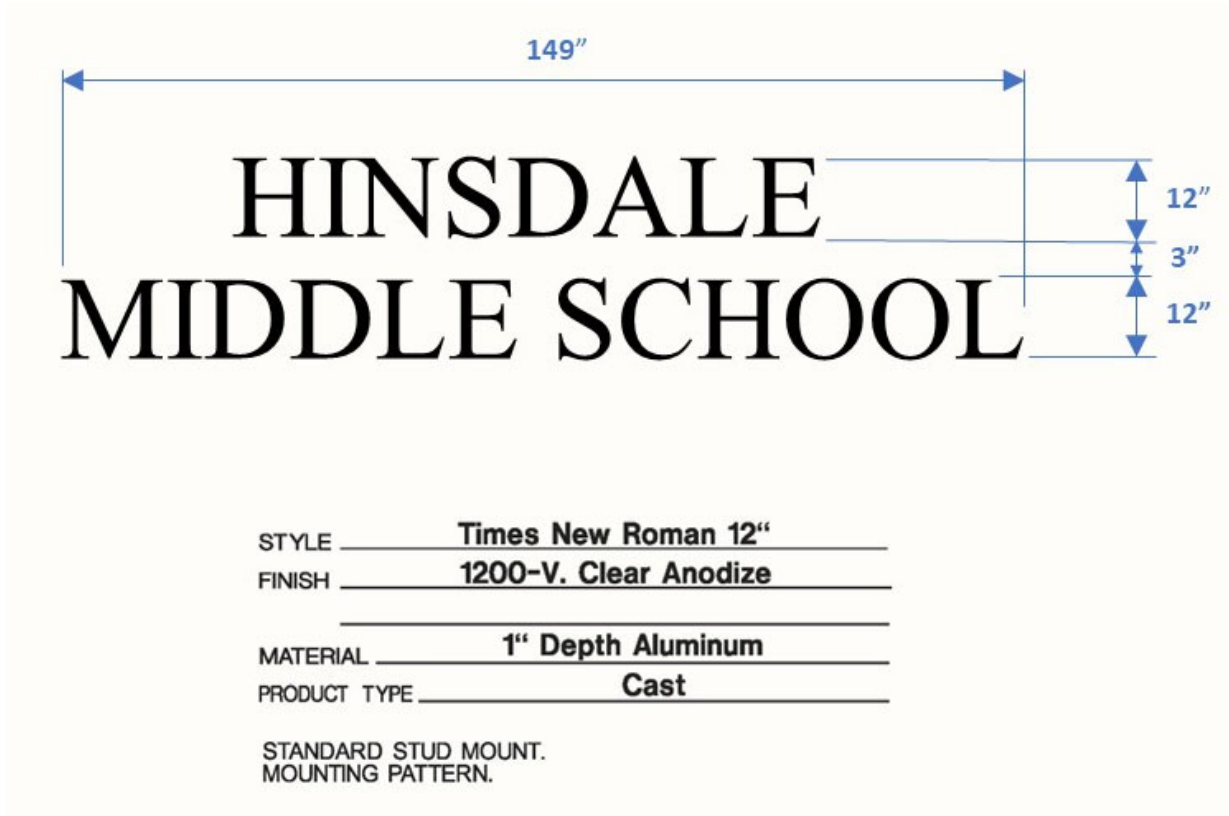 149”
HINSDALE
12”
3”
MIDDLE SCHOOL
12”
STYLE Times New Roman 12“
FINISH 1200-V. Clear Anodize
MATERIAL 1“ Depth Aluminum
PRODUCT TYPE Cast
STANDARD STUD MOUNT.
MOUNTING PATTERN.